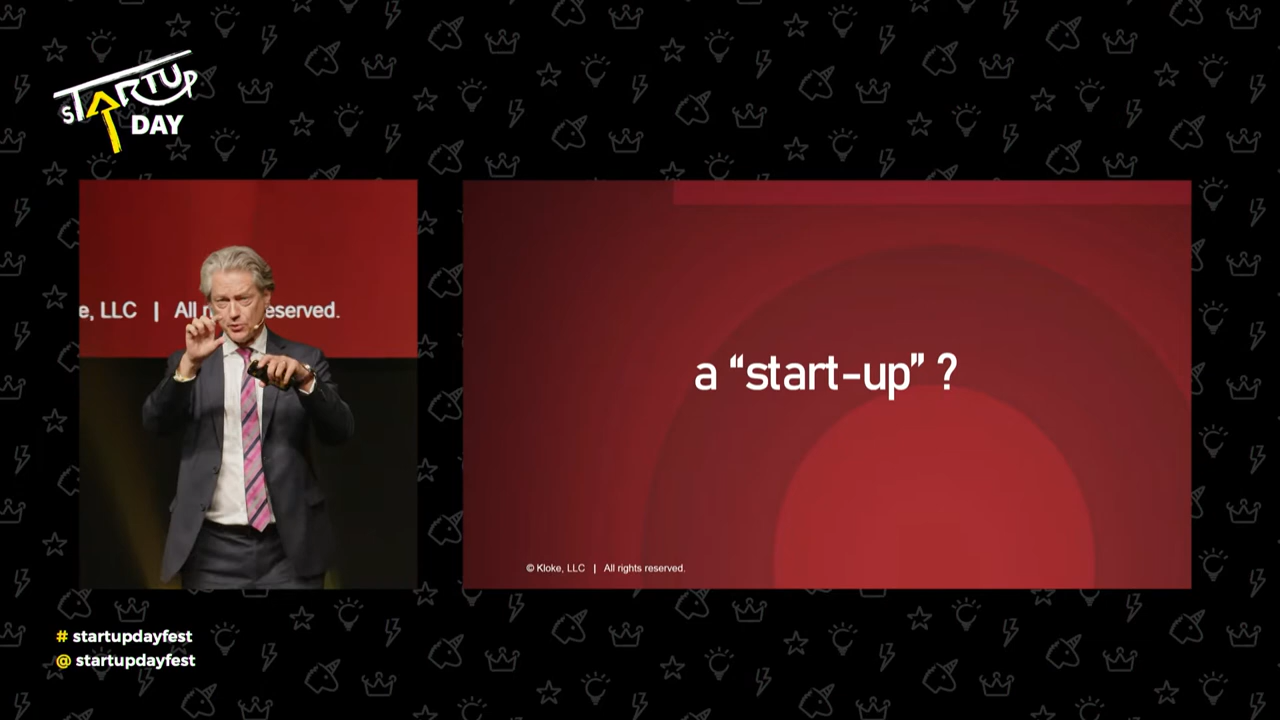 STARTUP
DAY
e, LLC | All r eserved.
a “start-up” ?
© Kloke, LLC | All rights reserved.
# startupdayfest
@ startupdayfest